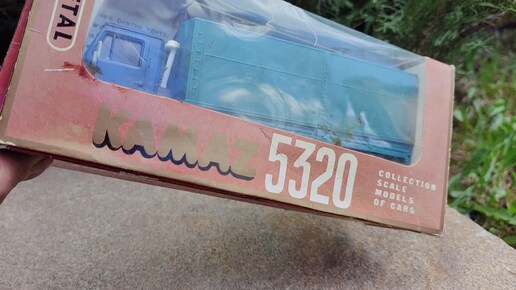 TAL
KAMAZ 5320
COLLECTION
SCALE
MODELS
OF CARS